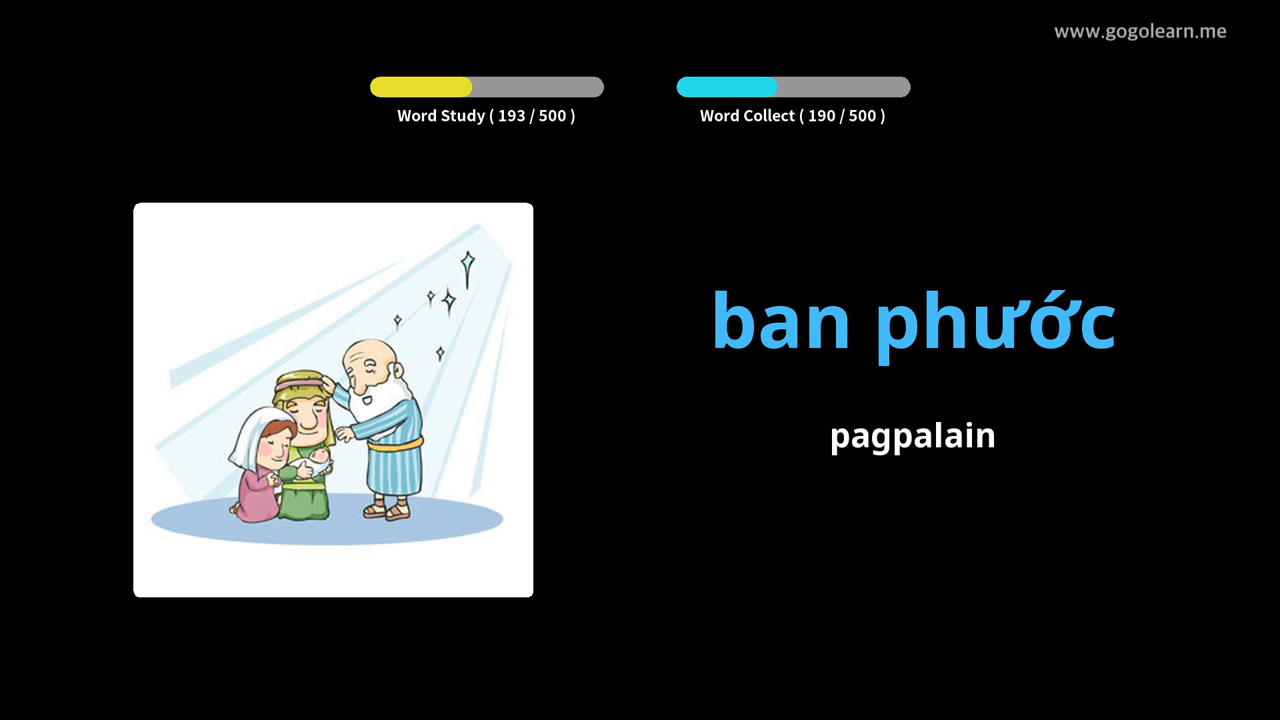 www.gogolearn.me
Word Study ( 193 / 500 )
Word Collect ( 190 / 500 )
ban phước
pagpalain